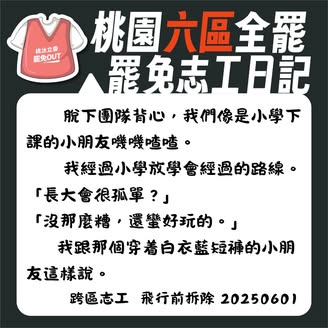 桃園六區全罷
罷免志工日記
違法立委
罷免OUT
脫下團隊背心，我們像是小學下
課的小朋友嘰嘰喳喳。
我經過小學放學會經過的路線。
「長大會很孤單？」
「沒那麼糟，還蠻好玩的。」
我跟那個穿着白衣藍短褲的小朋
友這樣說。
跨區志工 飛行前拆除 20250601